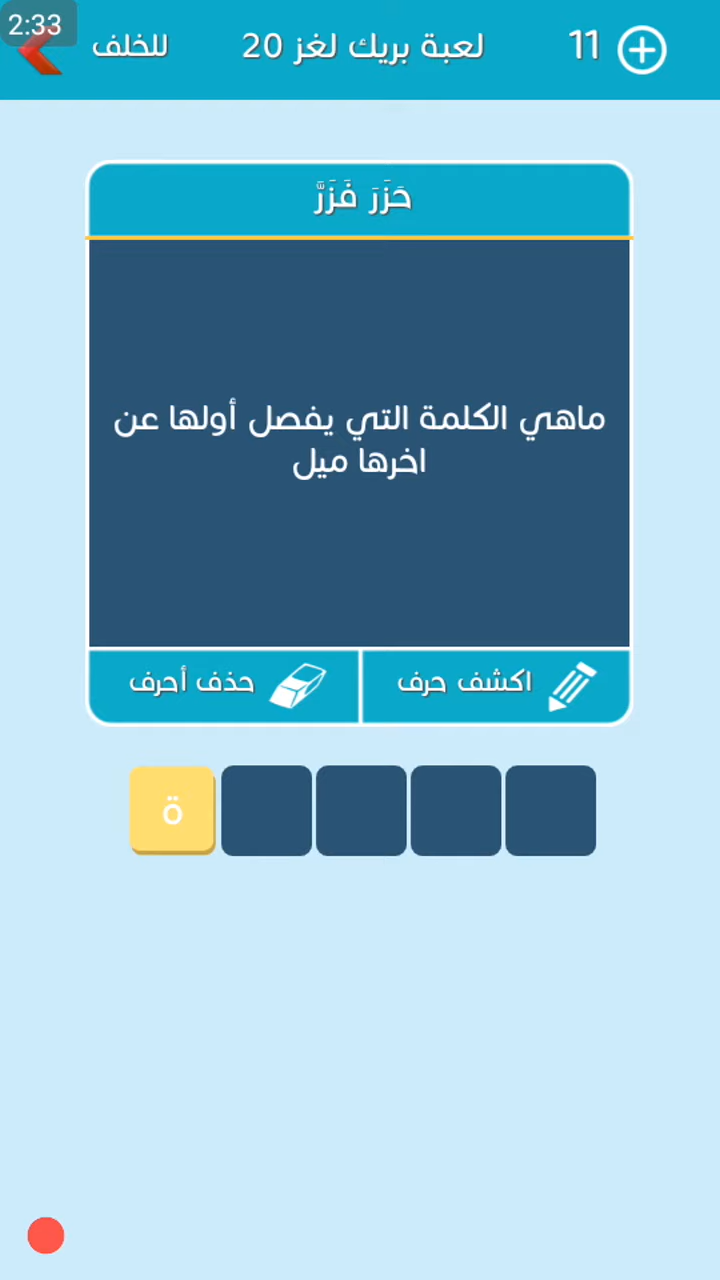 2:33
للخلف
لعبة بريك لغز 20
11
حَزَرَ فَزَرَّ
ماهي الكلمة التي يفصل أولها عن
اخرها ميل
اكشف حرف
حذف أحرف
ة